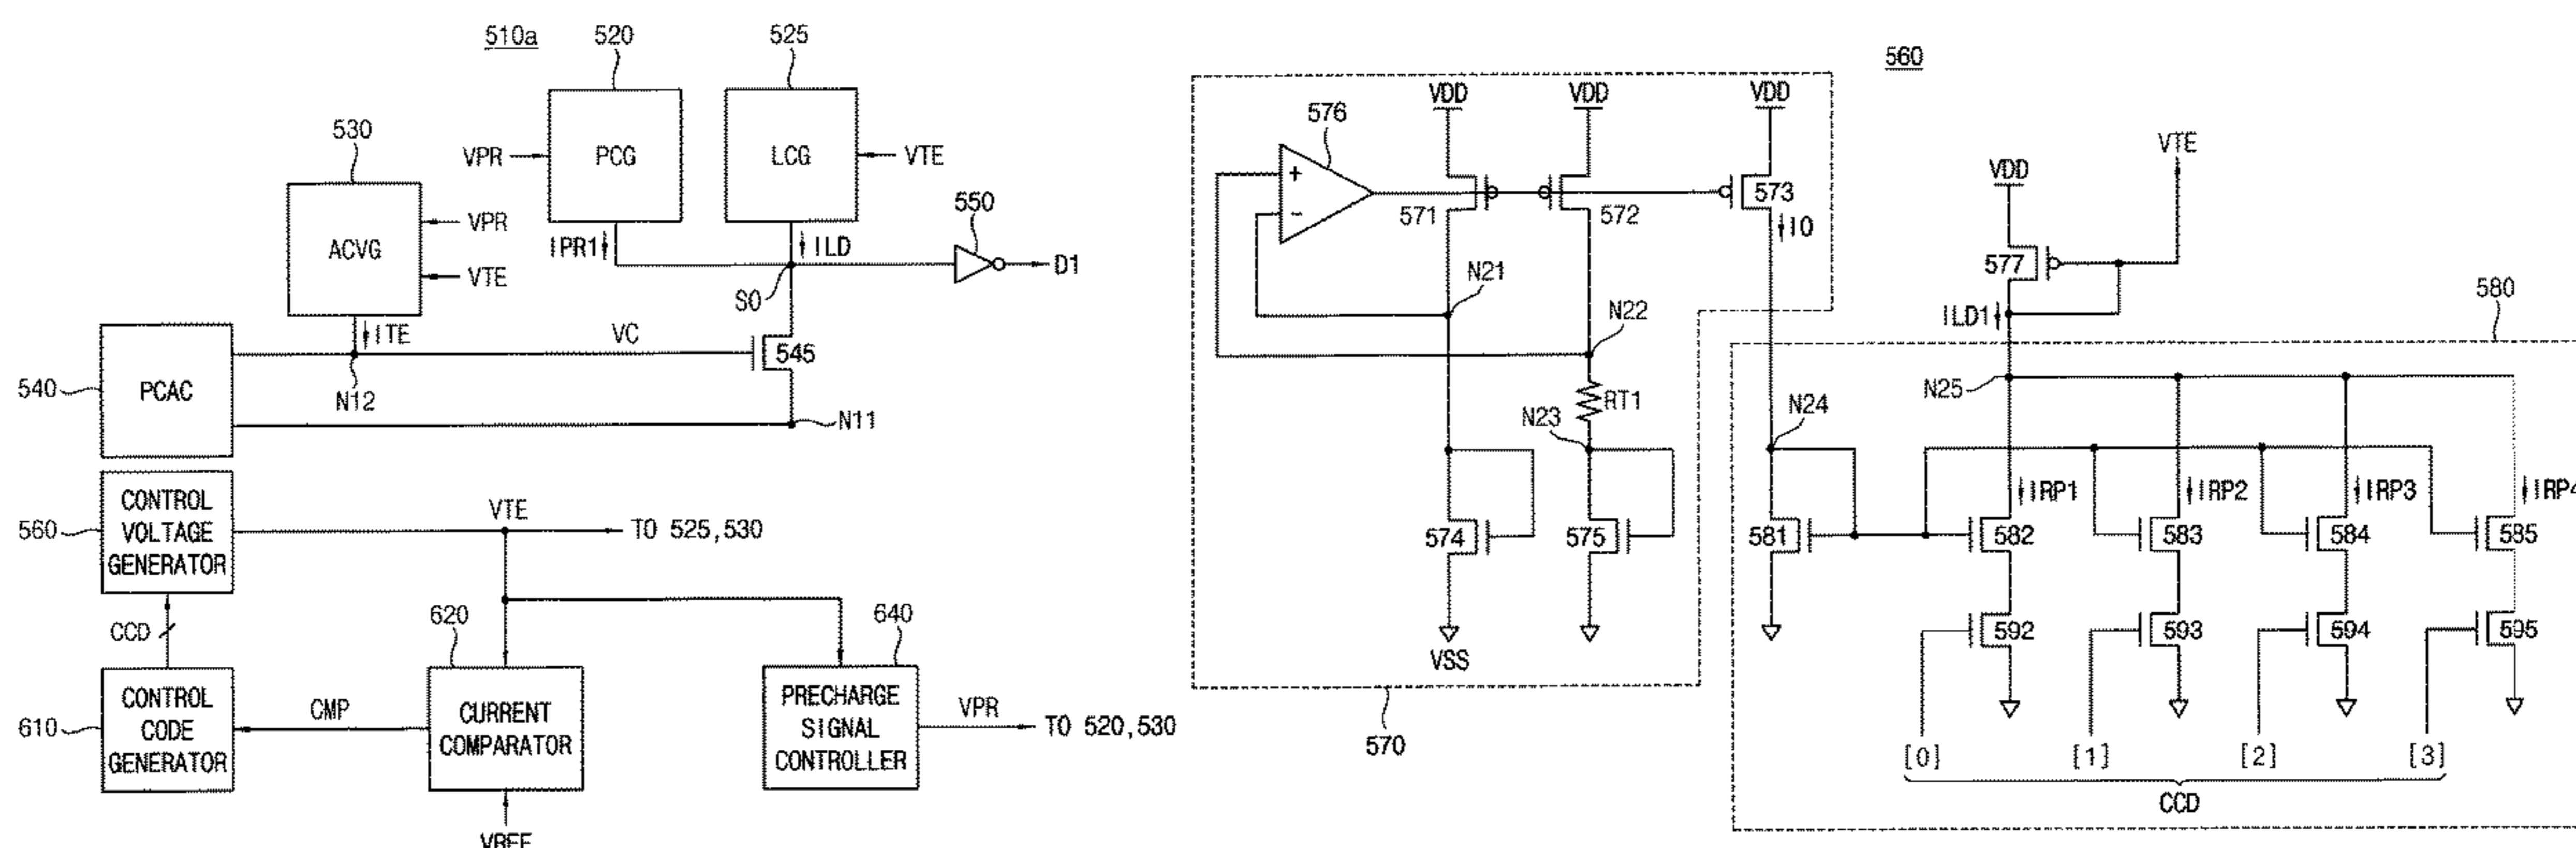 510a
520
525
530
VPR
PCG
LCG
VTE
ACVG
VPR
VTE
IPR1
ILD
550
D1
S0
ITE
VC
545
540
PCAC
N12
N11
560
CONTROL
VOLTAGE
GENERATOR
VTE
TO 525,530
CCD
620
640
610
CONTROL
CODE
GENERATOR
CMP
CURRENT
COMPARATOR
PRECHARGE
SIGNAL
CONTROLLER
VPR
TO 520,530
VREF
560
VDD
VDD
VDD
576
+
-
571
572
573
I0
VDD
VTE
577
580
N21
N22
ILD1
N25
RT1
N23
N24
IRP1
IRP2
IRP3
IRP4
574
575
581
582
583
584
585
592
593
594
595
VSS
570
[0]
[1]
[2]
[3]
CCD